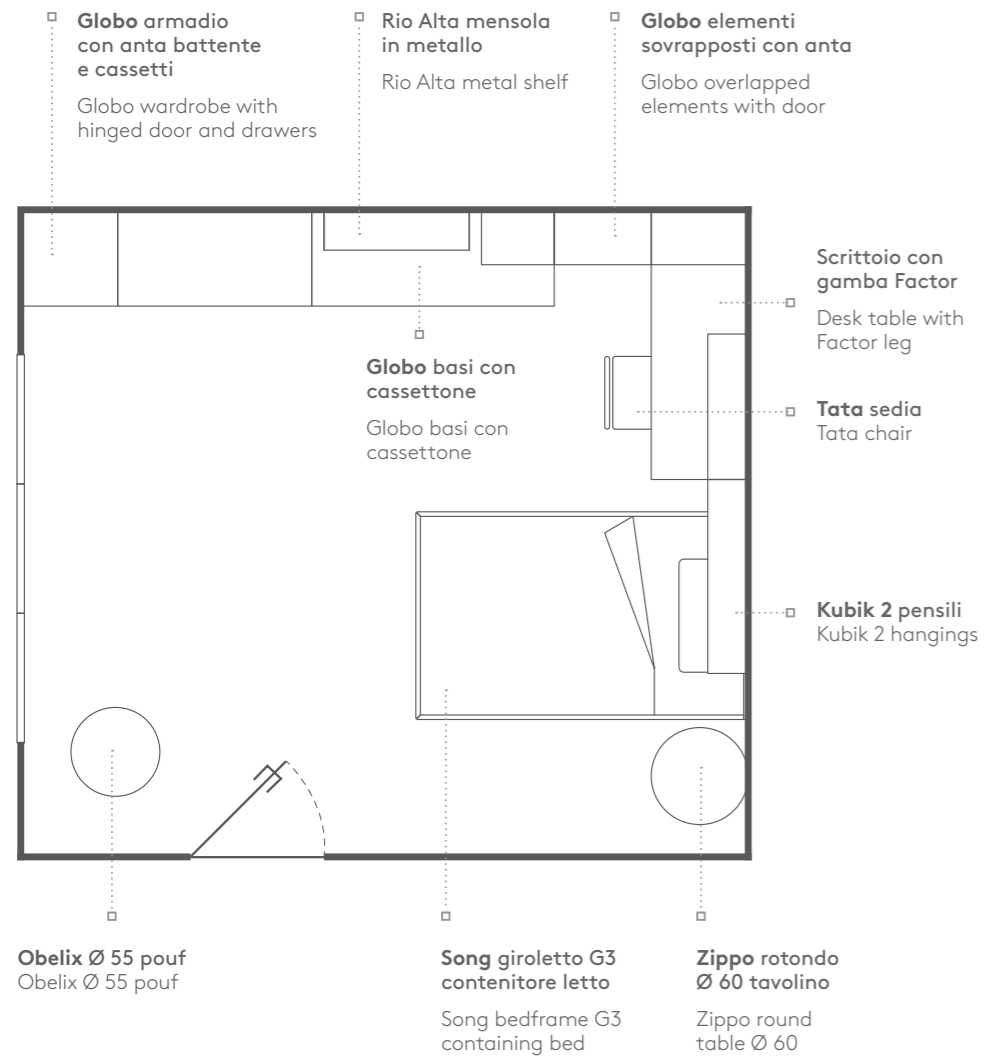 Globo armadio
con anta battente
e cassetti
Globo wardrobe with
hinged door and drawers
Rio Alta mensola
in metallo
Rio Alta metal shelf
Globo elementi
sovrapposti con anta
Globo overlapped
elements with door
Scrittoio con
gamba Factor
Desk table with
Factor leg
Globo basi con
cassettone
Globo basi con
cassettone
Tata sedia
Tata chair
Kubik 2 pensili
Kubik 2 hangings
Obelix Ø 55 pouf
Obelix Ø 55 pouf
Song giroletto G3
contenitore letto
Song bedframe G3
containing bed
Zippo rotondo
Ø 60 tavolino
Zippo round
table Ø 60